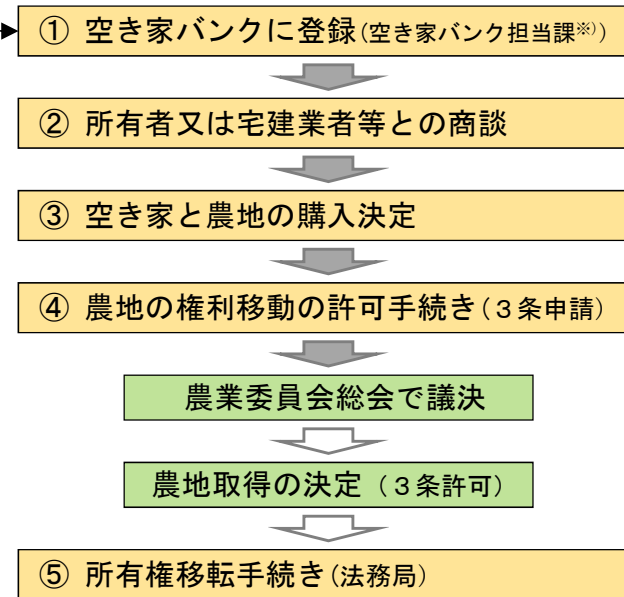 ① 空き家バンクに登録(空き家バンク担当課※))
② 所有者又は宅建業者等との商談
③ 空き家と農地の購入決定
④ 農地の権利移動の許可手続き(3条申請)
農業委員会総会で議決
農地取得の決定(3条許可)
⑤ 所有権移転手続き(法務局)